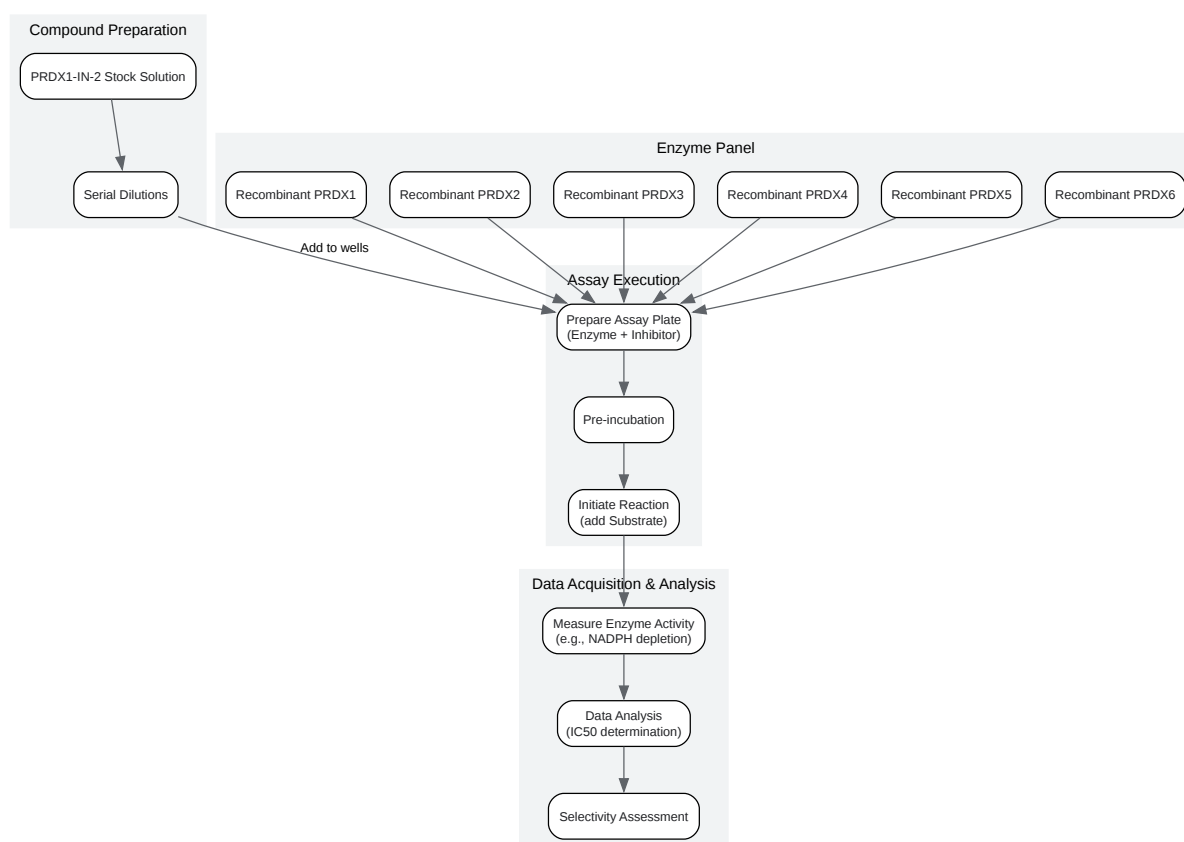 Compound Preparation
PRDX1-IN-2 Stock Solution
Serial Dilutions
Enzyme Panel
Recombinant PRDX1
Recombinant PRDX2
Recombinant PRDX3
Recombinant PRDX4
Recombinant PRDX5
Recombinant PRDX6
Add to wells
Assay Execution
Prepare Assay Plate
(Enzyme + Inhibitor)
Pre-incubation
Initiate Reaction
(add Substrate)
Data Acquisition & Analysis
Measure Enzyme Activity
(e.g., NADPH depletion)
Data Analysis
(IC50 determination)
Selectivity Assessment